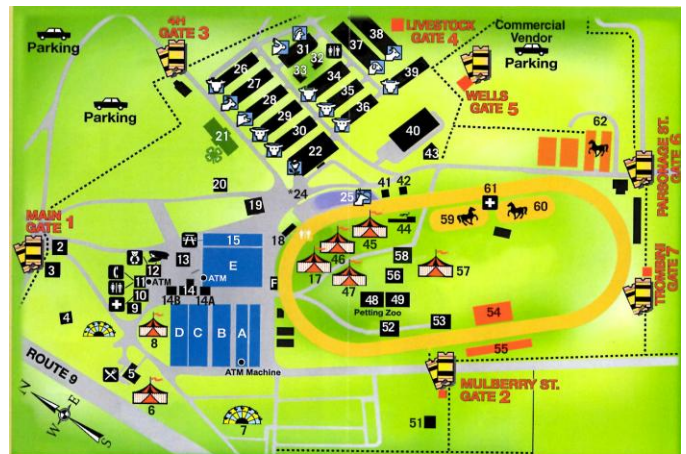 4H
GATE 3
Parking
Parking
LIVESTOCK
GATE 4
Commercial
Vendor
Parking
WELLS
GATE 5
PARSONAGE ST.
GATE 6
TROMBINI
GATE 7
MAIN
GATE 1
MULBERRY ST.
GATE 2
38
37
31
32
33
34
39
26
27
28
29
30
35
36
22
40
43
62
21
20
19
*24
25
41
42
61
59
60
44
45
46
17
47
58
56
57
18
15
E
F
13
12
11
10
9
ATM
ATM
14
14B
14A
2
3
4
8
D
C
B
A
ATM Machine
48
49
Petting Zoo
52
53
54
55
ROUTE 9
5
6
7
51
N
E
W
S